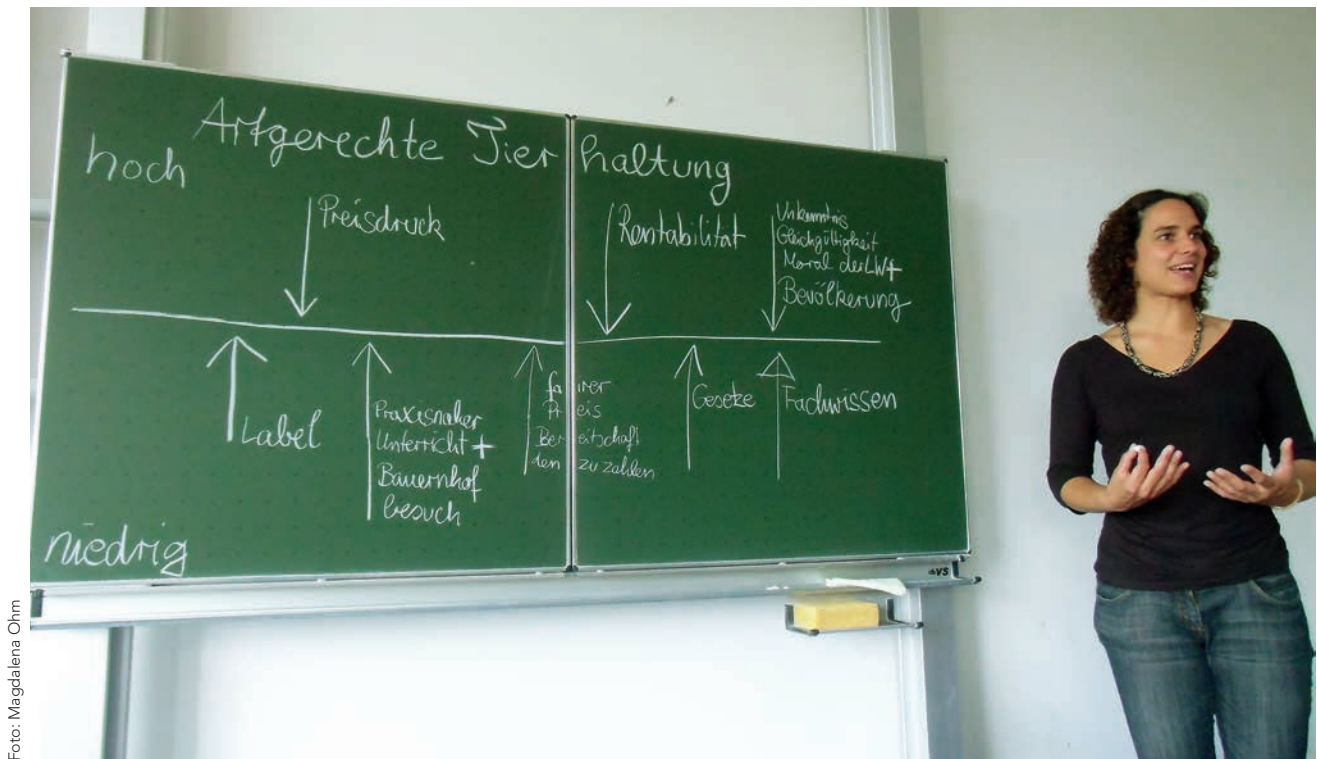 Artgerechte Tierhaltung
hoch
Preisdruck
Rentabilität
Unkenntnis
Gleichgültigkeit
Moral der LW +
Bevölkerung
Label
Praxisnaher
Unterricht +
Bauernhof
besuch
fairer
Preis
Bereitschaft
den zu zahlen
Gesetze
Fachwissen
niedrig
VS
Foto: Magdalena Ohm